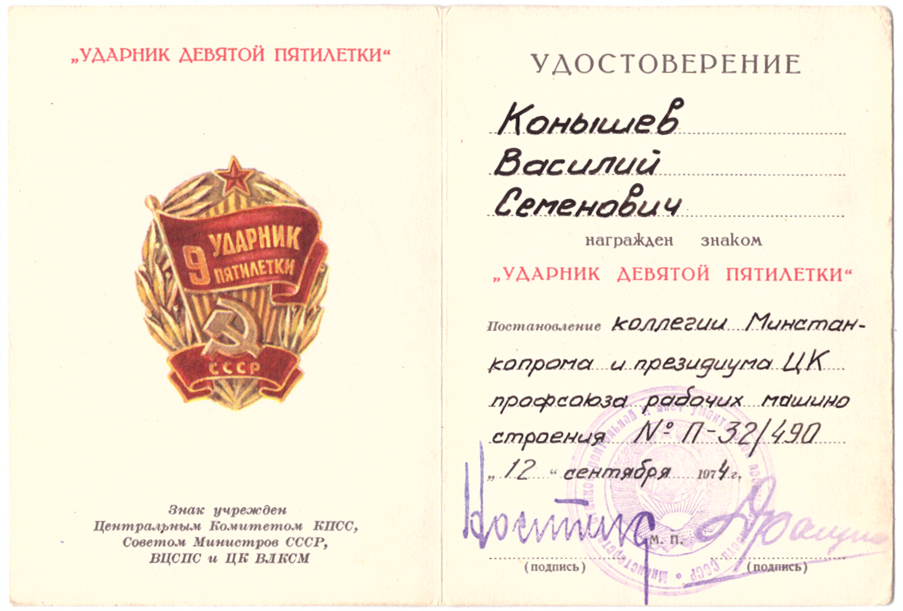 „УДАРНИК ДЕВЯТОЙ ПЯТИЛЕТКИ“
9 УДАРНИК
ПЯТИЛЕТКИ
СССР
Знак учрежден
Центральным Комитетом КПСС,
Советом Министров СССР,
ВЦСПС и ЦК ВЛКСМ
УДОСТОВЕРЕНИЕ
Конышев
Василий
Семенович
награжден знаком
„УДАРНИК ДЕВЯТОЙ ПЯТИЛЕТКИ“
Постановление коллегии Минстан-
копрома и президиума ЦК
профсоюза рабочих машино
строения № П-32/490
„12“ сентября 1974 г.
М. П.
(подпись) (подпись)